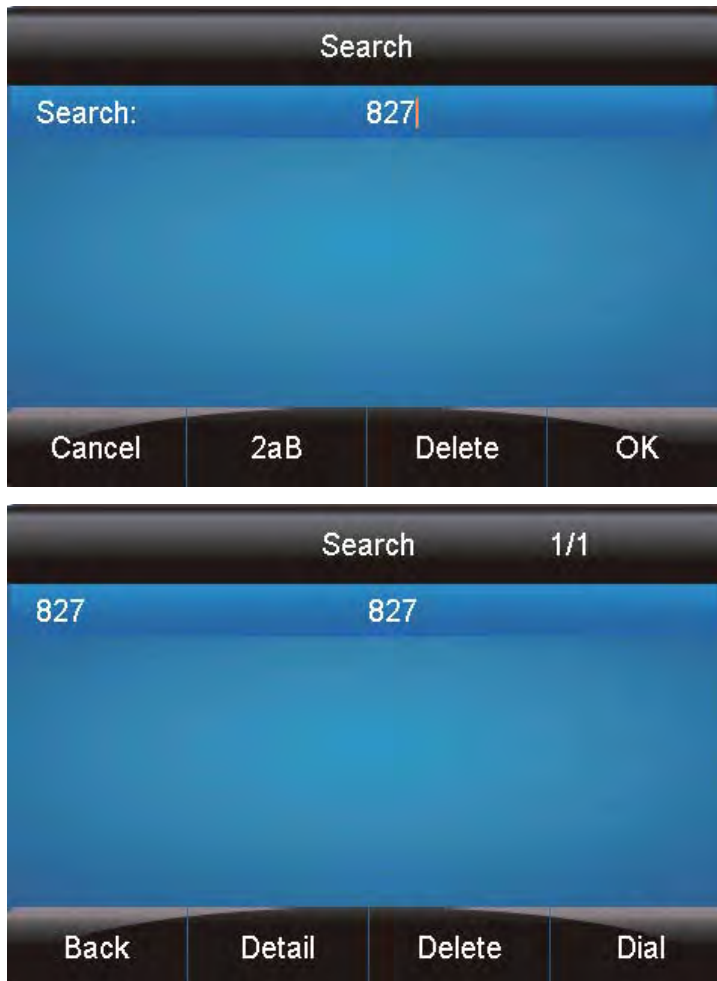 Search
Search: 827
Cancel 2aB Delete OK
Search 1/1
827 827
Back Detail Delete Dial